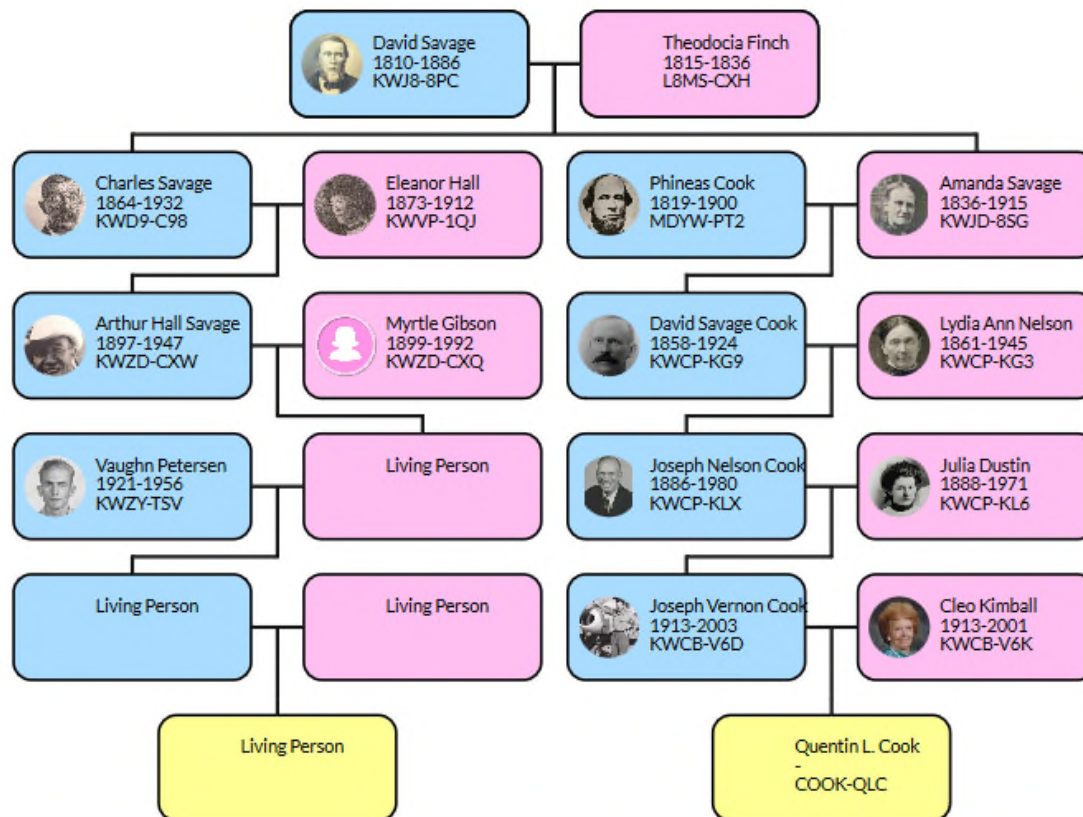 David Savage
1810-1886
KWJ8-8PC
Theodocia Finch
1815-1836
L8MS-CXH
Charles Savage
1864-1932
KWD9-C98
Eleanor Hall
1873-1912
KWVP-1QJ
Phineas Cook
1819-1900
MDYW-PT2
Amanda Savage
1836-1915
KWJD-8SG
Arthur Hall Savage
1897-1947
KWZD-CXW
Myrtle Gibson
1899-1992
KWZD-CXQ
David Savage Cook
1858-1924
KWCP-KG9
Lydia Ann Nelson
1861-1945
KWCP-KG3
Vaughn Petersen
1921-1956
KWZY-TSV
Living Person
Joseph Nelson Cook
1886-1980
KWCP-KLX
Julia Dustin
1888-1971
KWCP-KL6
Living Person
Living Person
Joseph Vernon Cook
1913-2003
KWCB-V6D
Cleo Kimball
1913-2001
KWCB-V6K
Living Person
Quentin L. Cook
-
COOK-QLC